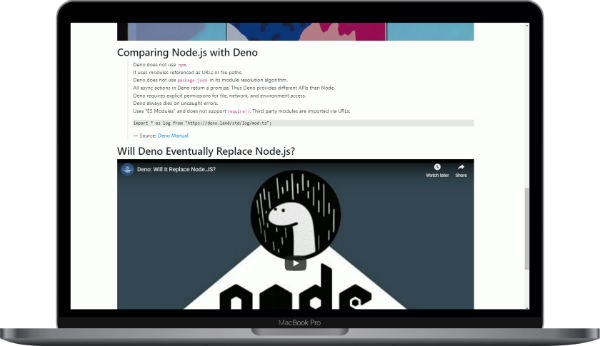 Comparing Node.js with Deno
Deno does not use npm
It uses modules referenced as URLs or file paths
Deno does not use package.json in its module resolution algorithm.
All async actions in Deno return a promise. Thus Deno provides different APIs than Node.
Deno requires explicit permissions for file, network, and environment access.
Deno always dies on uncaught errors.
Uses "ES Modules" and does not support require(). Third party modules are imported via URLs:
import * as log from "https://deno.land/std/log/mod.ts";
— Source: Deno Manual
Will Deno Eventually Replace Node.js?
Deno: Will It Replace Node.JS?
Watch later
Share
node
MacBook Pro